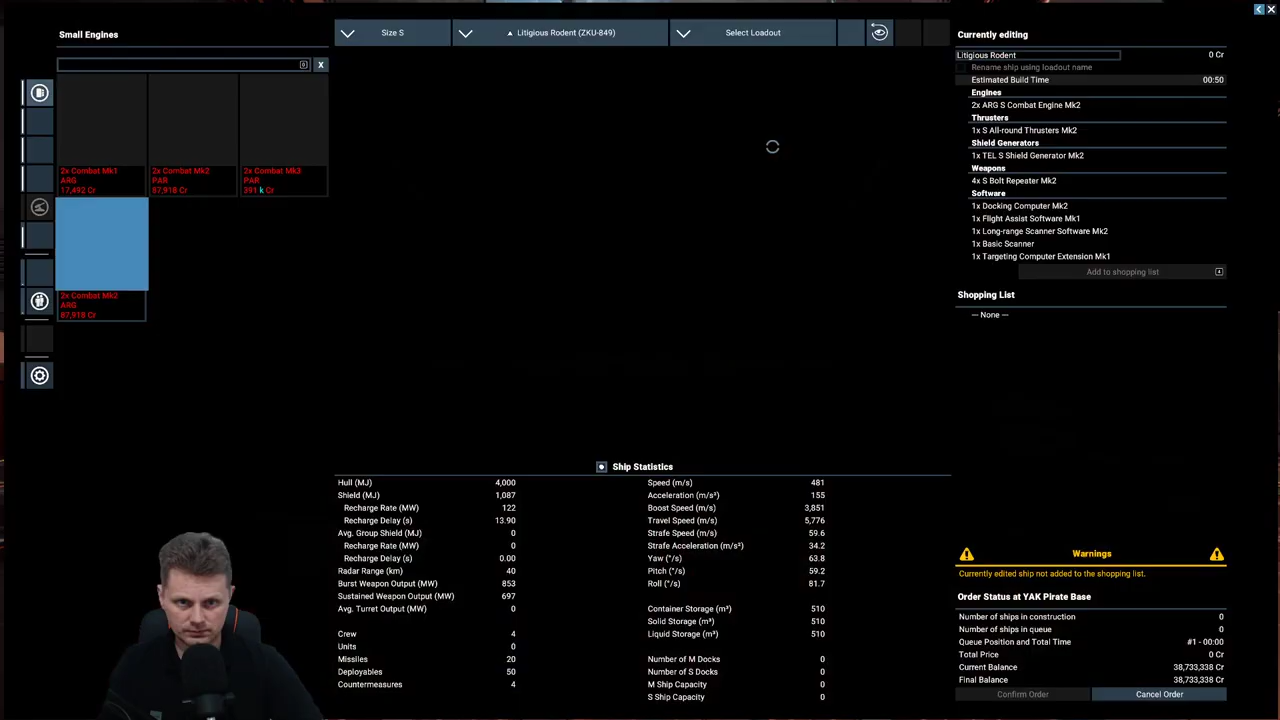 Small Engines
X
2x Combat Mk1
ARG
17,492 Cr
2x Combat Mk2
PAR
87,918 Cr
2x Combat Mk3
PAR
391 k Cr
2x Combat Mk2
ARG
87,918 Cr
Size S
▲ Litigious Rodent (ZKU-849)
Select Loadout
Ship Statistics
Hull (MJ) 4,000
Shield (MJ) 1,087
Recharge Rate (MW) 122
Recharge Delay (s) 13.90
Avg. Group Shield (MJ) 0
Recharge Rate (MW) 0
Recharge Delay (s) 0.00
Radar Range (km) 40
Burst Weapon Output (MW) 853
Sustained Weapon Output (MW) 697
Avg. Turret Output (MW) 0
Crew 4
Units 0
Missiles 20
Deployables 50
Countermeasures 4
Speed (m/s) 481
Acceleration (m/s²) 155
Boost Speed (m/s) 3,851
Travel Speed (m/s) 5,776
Strafe Speed (m/s) 59.6
Strafe Acceleration (m/s²) 34.2
Yaw (°/s) 63.8
Pitch (°/s) 59.2
Roll (°/s) 81.7
Container Storage (m³) 510
Solid Storage (m³) 510
Liquid Storage (m³) 510
Number of M Docks 0
Number of S Docks 0
M Ship Capacity 0
S Ship Capacity 0
Currently editing
Litigious Rodent 0 Cr
Rename ship using loadout name
Estimated Build Time 00:50
Engines
2x ARG S Combat Engine Mk2
Thrusters
1x S All-round Thrusters Mk2
Shield Generators
1x TEL S Shield Generator Mk2
Weapons
4x S Bolt Repeater Mk2
Software
1x Docking Computer Mk2
1x Flight Assist Software Mk1
1x Long-range Scanner Software Mk2
1x Basic Scanner
1x Targeting Computer Extension Mk1
Add to shopping list
Shopping List
— None —
Warnings
Currently edited ship not added to the shopping list.
Order Status at YAK Pirate Base
Number of ships in construction 0
Number of ships in queue 0
Queue Position and Total Time #1 - 00:00
Total Price 0 Cr
Current Balance 38,733,338 Cr
Final Balance 38,733,338 Cr
Confirm Order
Cancel Order